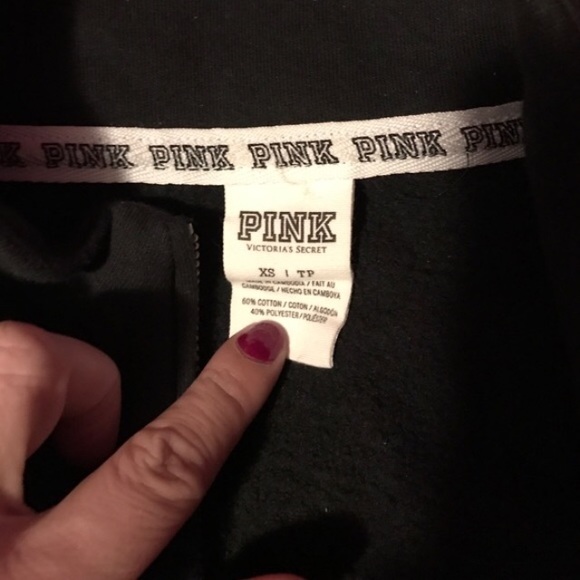 PINK PINK PINK PINK
PINK
VICTORIA'S SECRET
XS | TP
MADE IN CAMBODIA / FAIT AU
CAMBODGE / HECHO EN CAMBOYA
60% COTTON / COTON / ALGODÓN
40% POLYESTER / POLIÉSTER